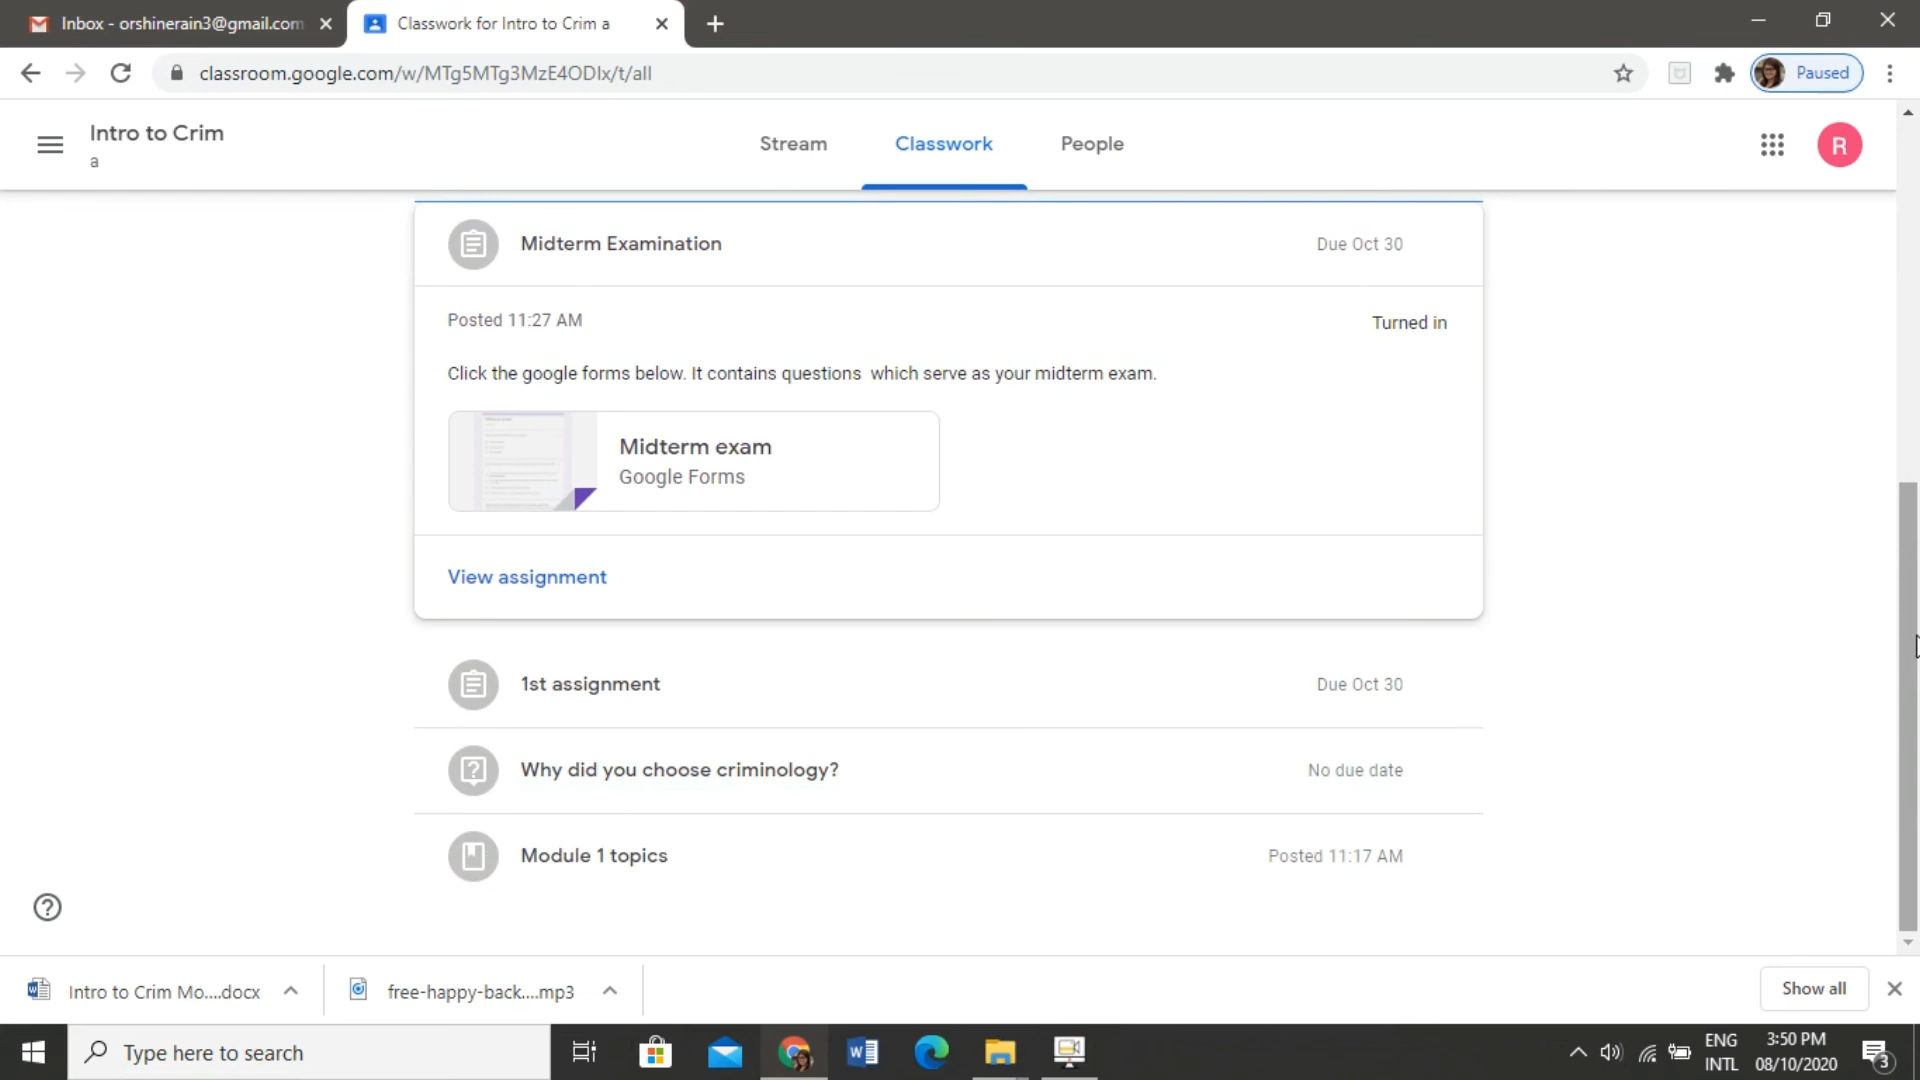 Inbox - orshinerain3@gmail.com
Classwork for Intro to Crim a
classroom.google.com/w/MTg5MTg3MzE4ODIx/t/all
Paused
Intro to Crim
a
Stream
Classwork
People
R
Midterm Examination
Due Oct 30
Posted 11:27 AM
Turned in
Click the google forms below. It contains questions which serve as your midterm exam.
Midterm exam
Google Forms
View assignment
1st assignment
Due Oct 30
Why did you choose criminology?
No due date
Module 1 topics
Posted 11:17 AM
Intro to Crim Mo....docx
free-happy-back....mp3
Show all
Type here to search
ENG
INTL
3:50 PM
08/10/2020
3